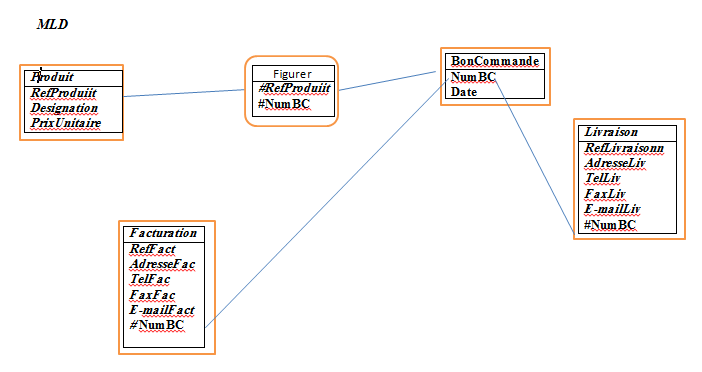 MLD
Produit
RefProduiit
Designation
PrixUnitaire
Figurer
#RefProduiit
#NumBC
BonCommande
NumBC
Date
Livraison
RefLivraisonn
AdresseLiv
TelLiv
FaxLiv
E-mailLiv
#NumBC
Facturation
RefFact
AdresseFac
TelFac
FaxFac
E-mailFact
#NumBC